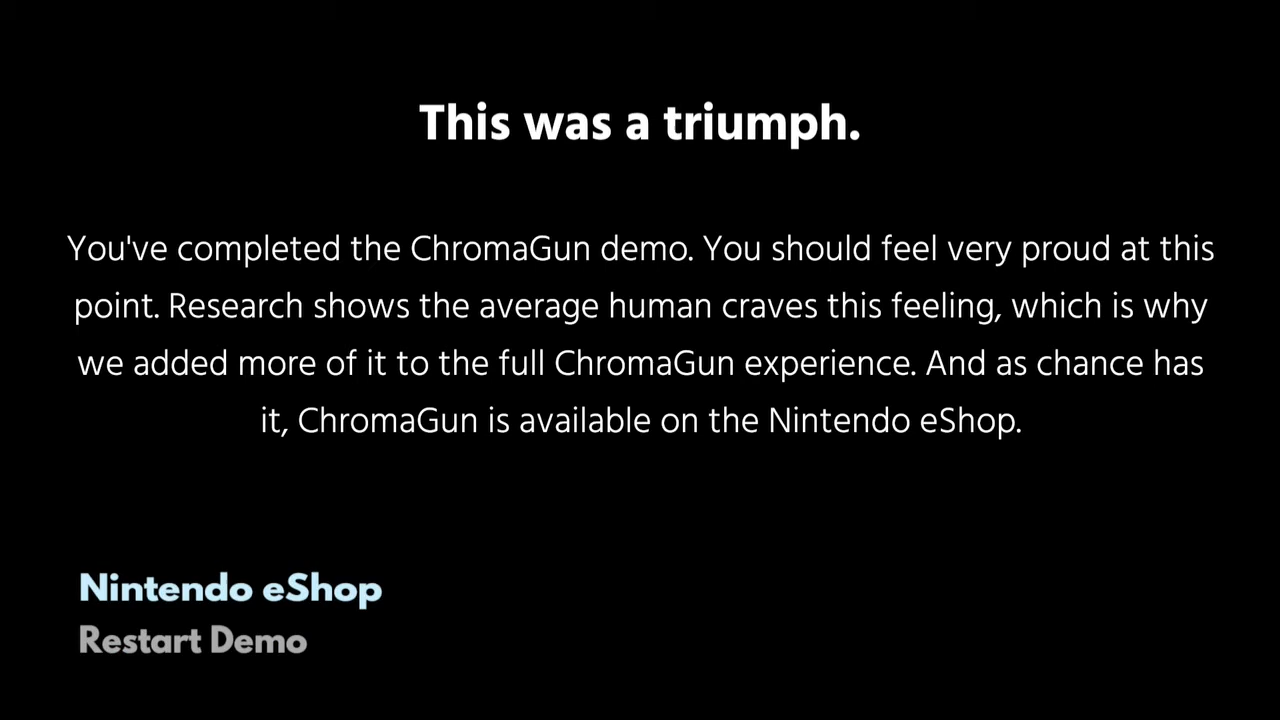 This was a triumph.
You've completed the ChromaGun demo. You should feel very proud at this
point. Research shows the average human craves this feeling, which is why
we added more of it to the full ChromaGun experience. And as chance has
it, ChromaGun is available on the Nintendo eShop.
Nintendo eShop
Restart Demo